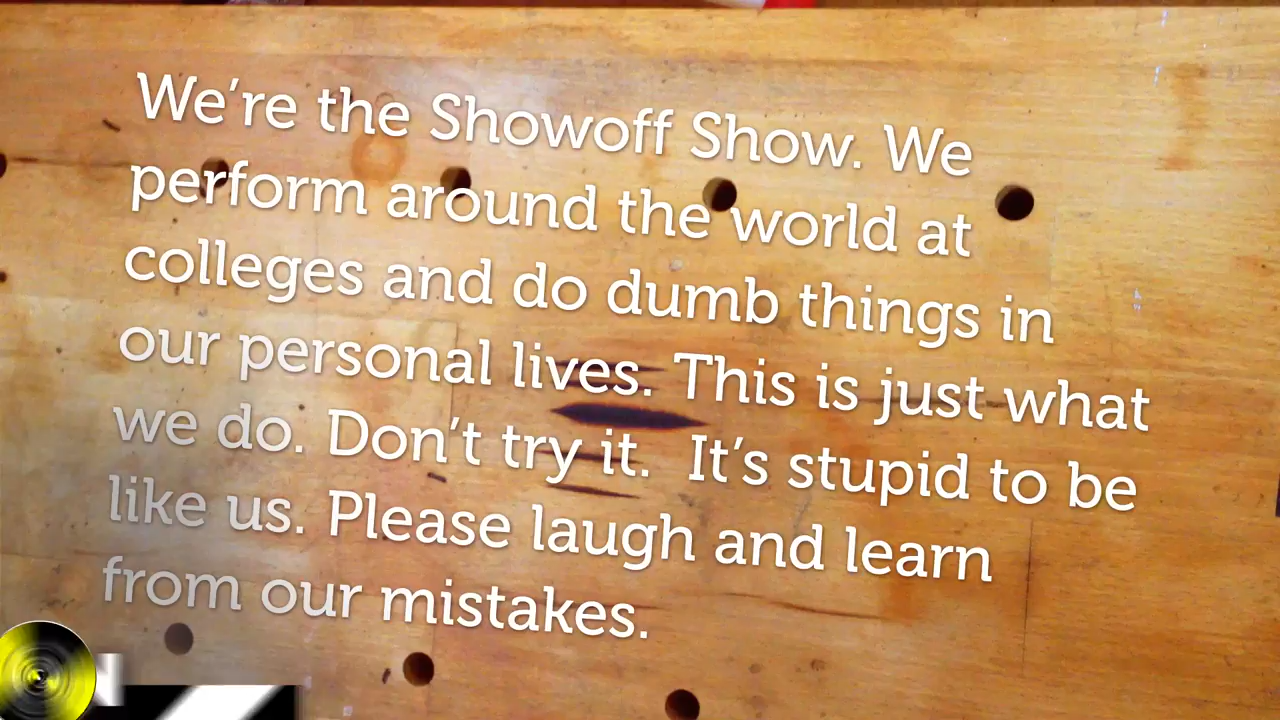 We're the Showoff Show. We
perform around the world at
colleges and do dumb things in
our personal lives. This is just what
we do. Don't try it.  It's stupid to be
like us. Please laugh and learn
from our mistakes.